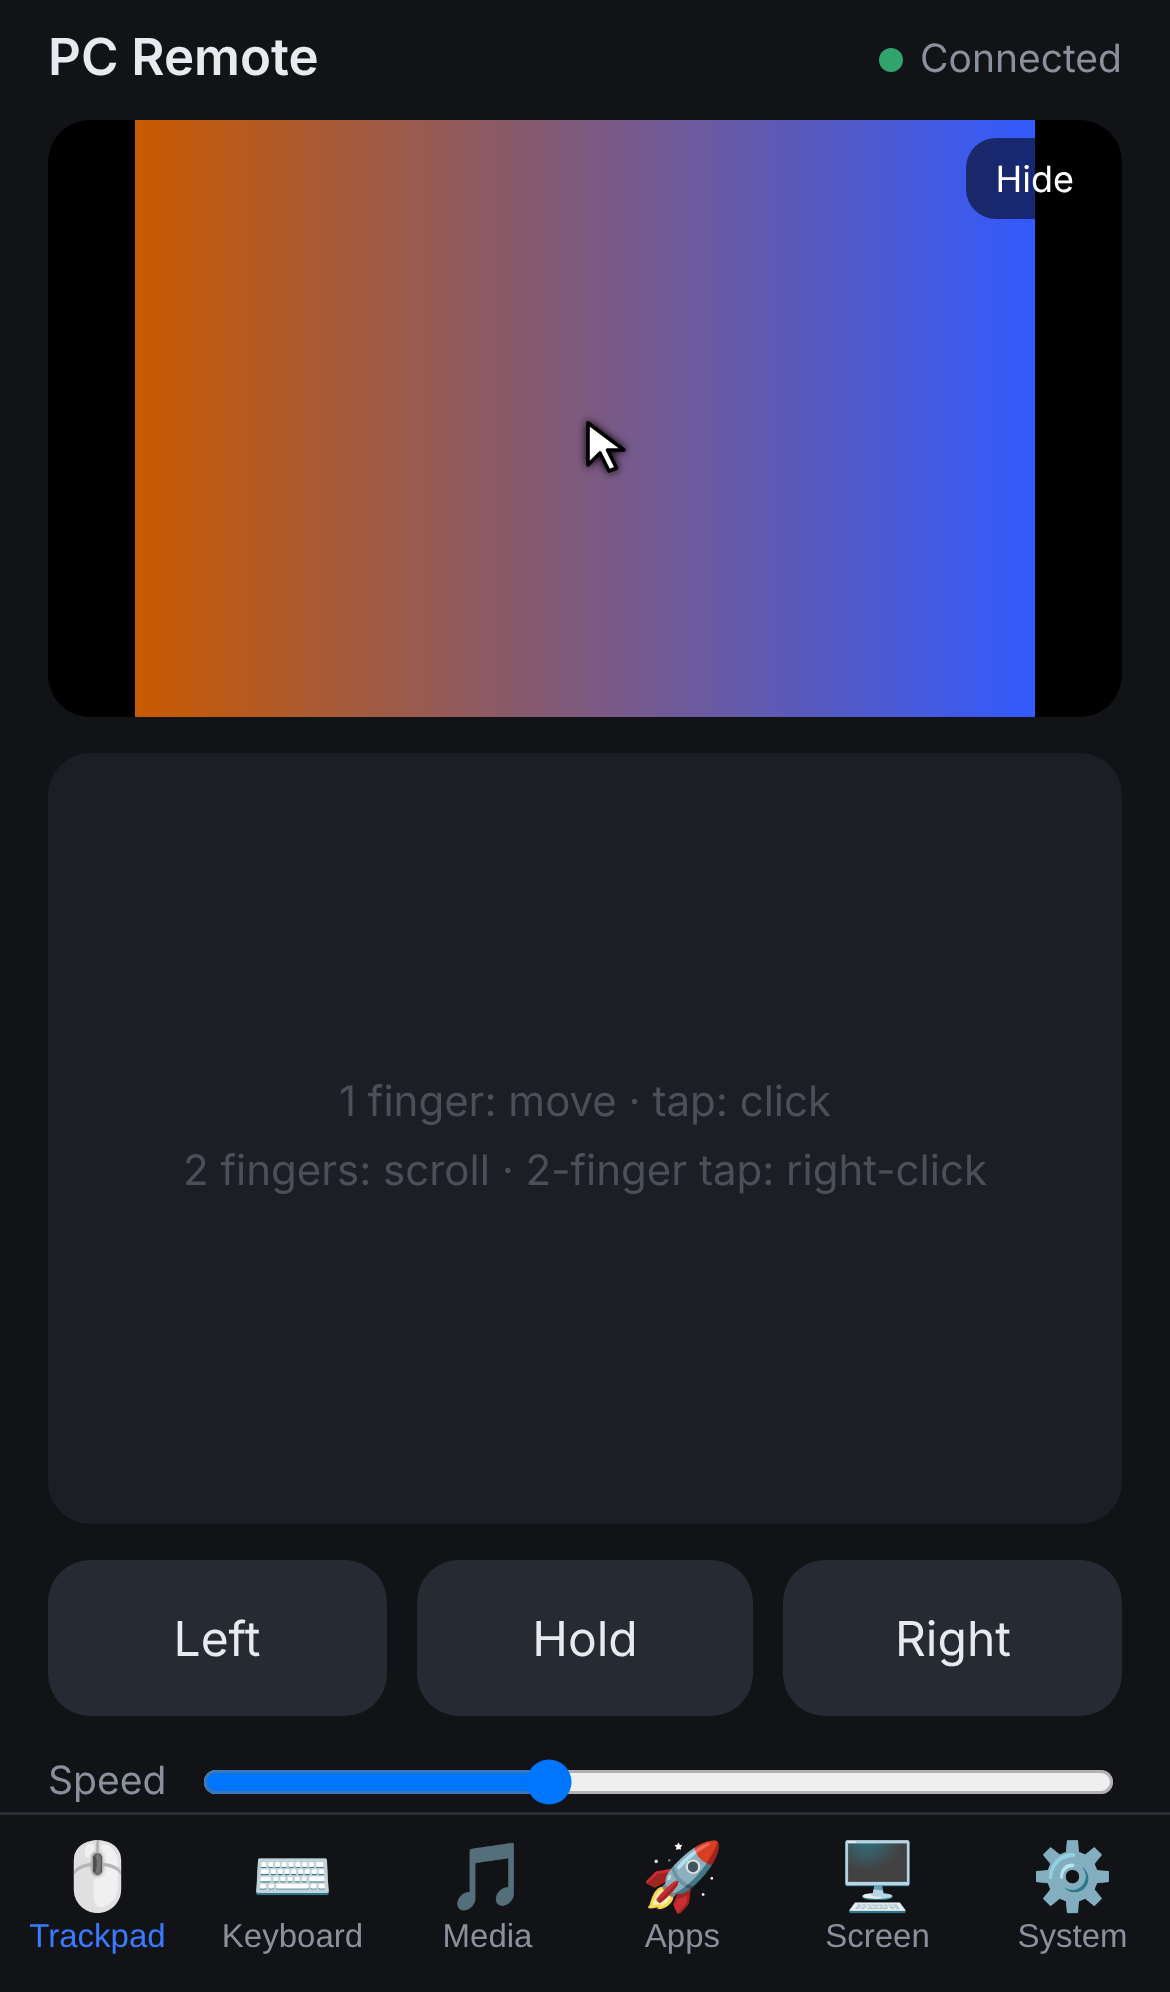 PC Remote
Connected
Hide
1 finger: move · tap: click
2 fingers: scroll · 2-finger tap: right-click
Left
Hold
Right
Speed
Trackpad
Keyboard
Media
Apps
Screen
System